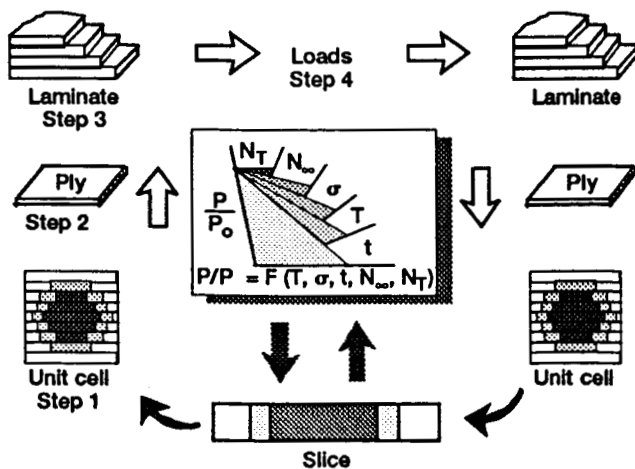 Laminate
Step 3
Loads
Step 4
Laminate
Ply
Step 2
N_T
N_∞
σ
T
t
P
P_o
P/P = F (T, σ, t, N_∞, N_T)
Ply
Unit cell
Step 1
Unit cell
Slice